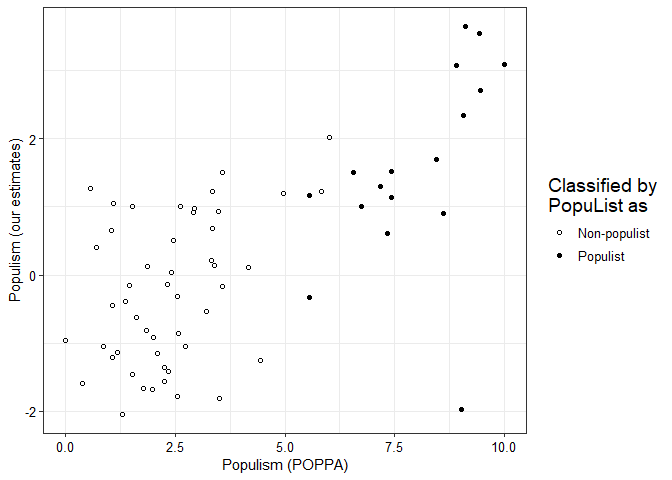 2
0
-2
Populism (our estimates)
0.0 2.5 5.0 7.5 10.0
Populism (POPPA)
Classified by
PopuList as
Non-populist
Populist